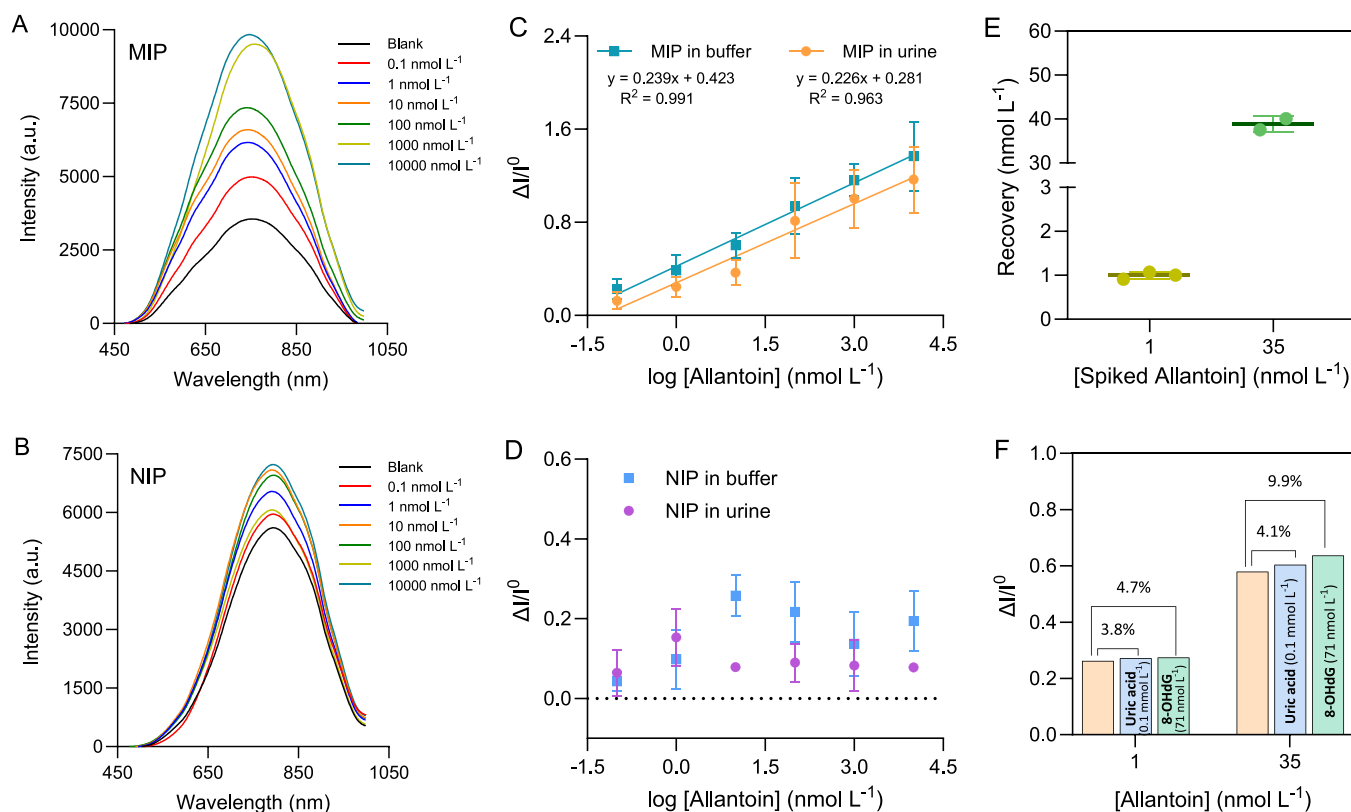 A
MIP
Intensity (a.u.)
10000
7500
5000
2500
0
450
650
850
1050
Wavelength (nm)
Blank
0.1 nmol L⁻¹
1 nmol L⁻¹
10 nmol L⁻¹
100 nmol L⁻¹
1000 nmol L⁻¹
10000 nmol L⁻¹
B
NIP
Intensity (a.u.)
7500
6000
4500
3000
1500
0
450
650
850
1050
Wavelength (nm)
Blank
0.1 nmol L⁻¹
1 nmol L⁻¹
10 nmol L⁻¹
100 nmol L⁻¹
1000 nmol L⁻¹
10000 nmol L⁻¹
C
ΔI/I⁰
2.4
1.6
0.8
0.0
-1.5
0.0
1.5
3.0
4.5
log [Allantoin] (nmol L⁻¹)
MIP in buffer
y = 0.239x + 0.423
R² = 0.991
MIP in urine
y = 0.226x + 0.281
R² = 0.963
D
ΔI/I⁰
0.6
0.4
0.2
0.0
-1.5
0.0
1.5
3.0
4.5
log [Allantoin] (nmol L⁻¹)
NIP in buffer
NIP in urine
E
Recovery (nmol L⁻¹)
60
50
40
30
3
2
1
0
1
35
[Spiked Allantoin] (nmol L⁻¹)
F
ΔI/I⁰
1.0
0.8
0.6
0.4
0.2
0.0
4.7%
3.8%
Uric acid
(0.1 mmol L⁻¹)
8-OHdG
(71 nmol L⁻¹)
9.9%
4.1%
Uric acid (0.1 mmol L⁻¹)
8-OHdG (71 nmol L⁻¹)
1
35
[Allantoin] (nmol L⁻¹)